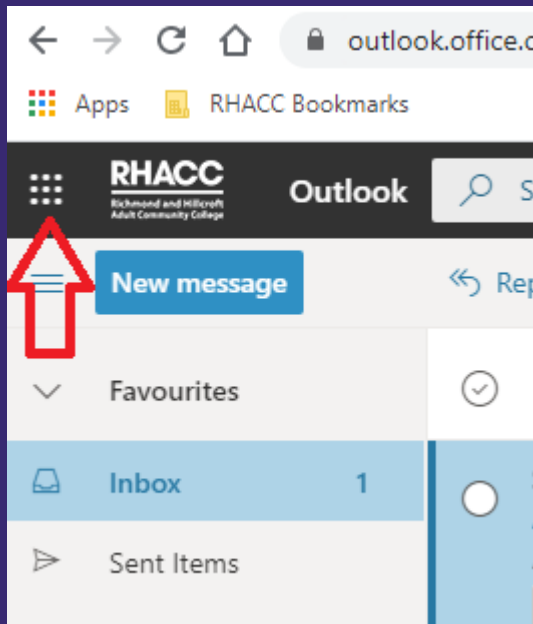 outlook.office.c
Apps RHACC Bookmarks
RHACC
Richmond and Hillcroft
Adult Community College
Outlook S
New message Rep
Favourites
Inbox 1
Sent Items